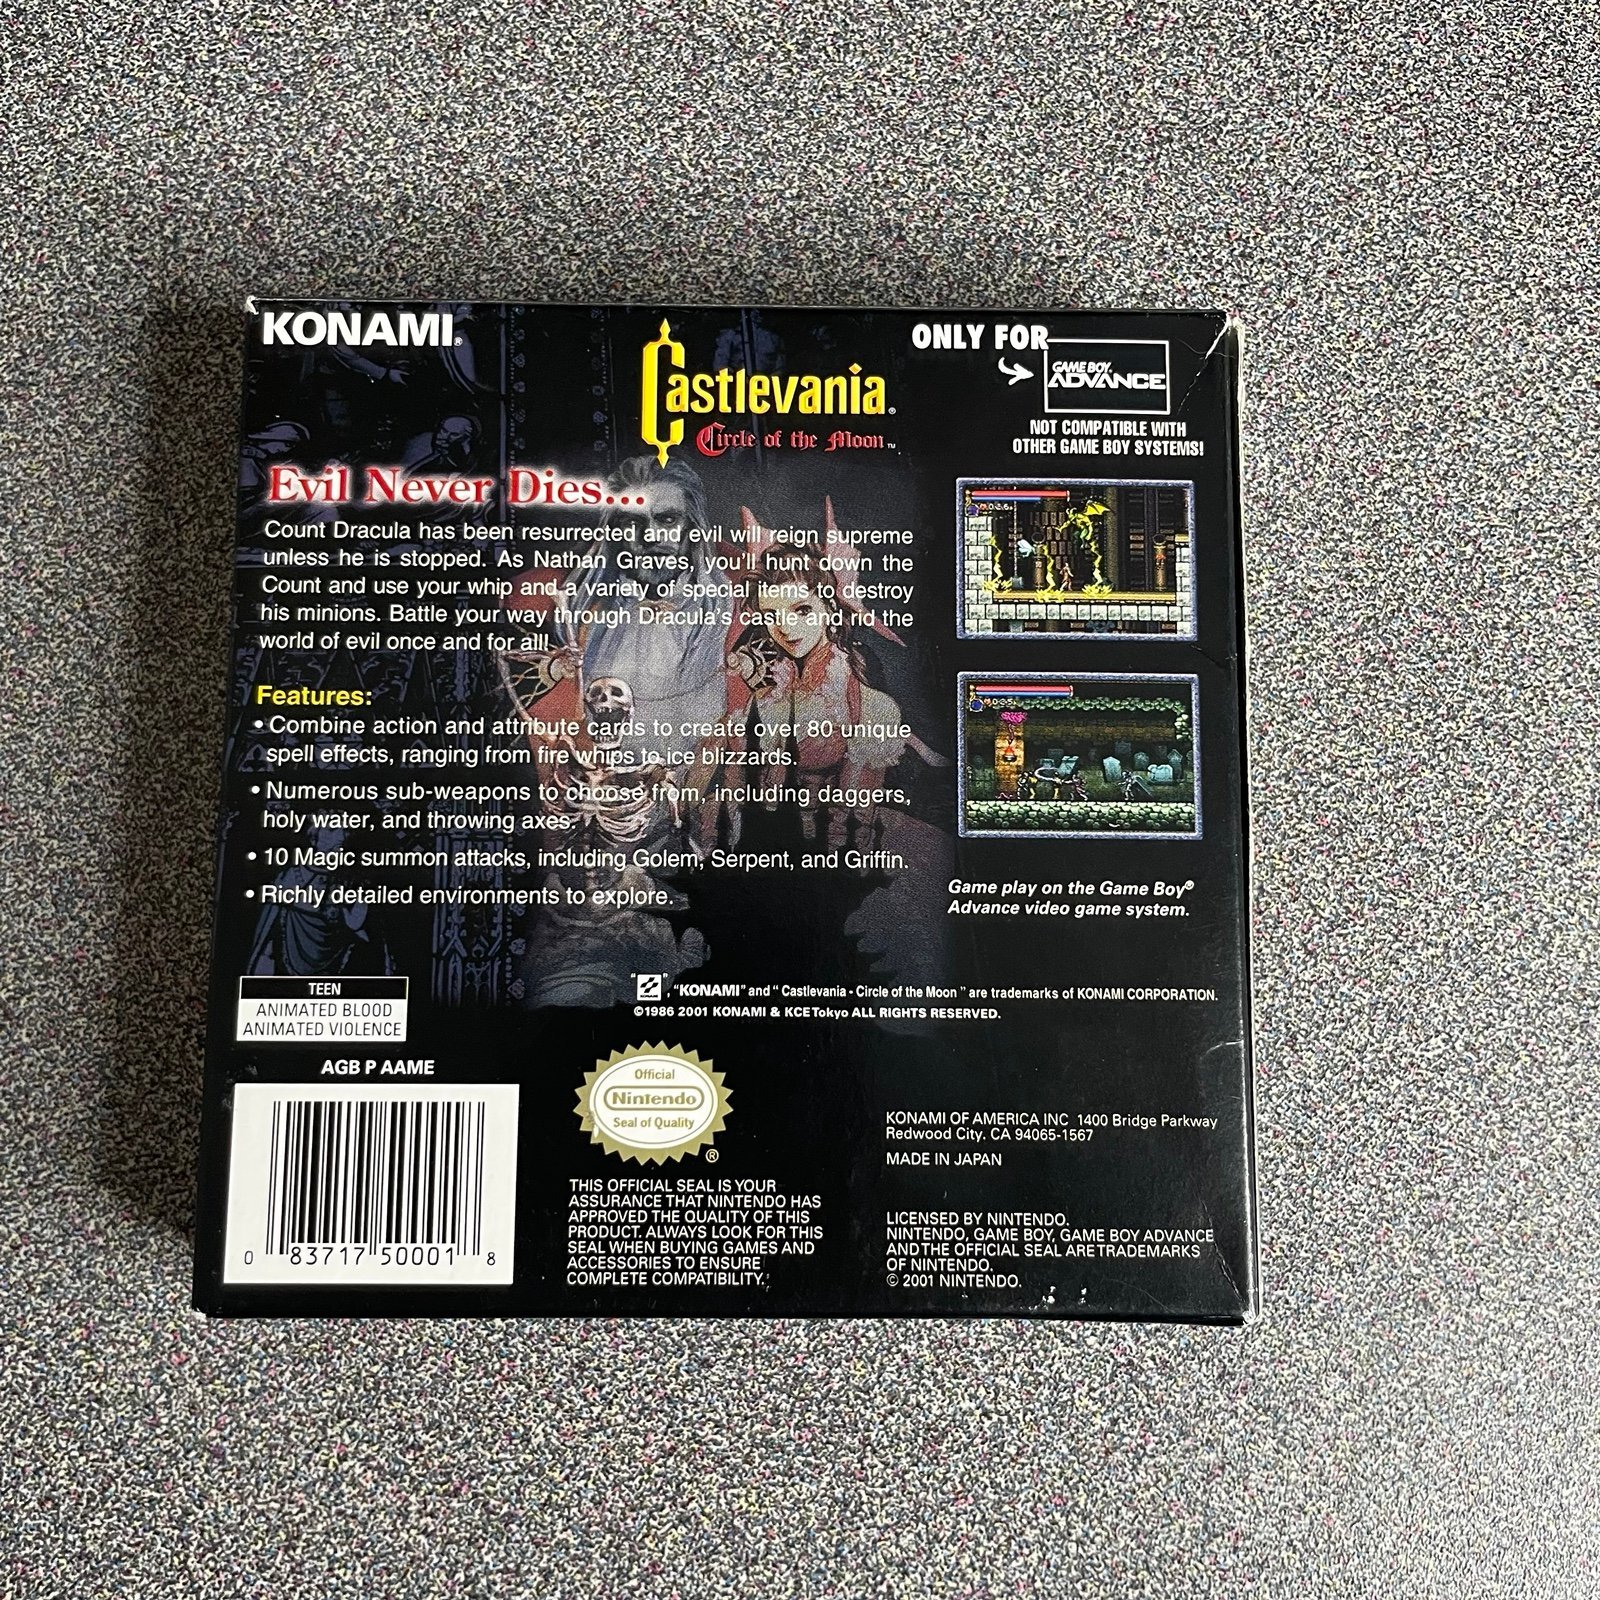 KONAMI®
Castlevania®
Circle of the Moon™
ONLY FOR
GAME BOY
ADVANCE
NOT COMPATIBLE WITH
OTHER GAME BOY SYSTEMS!
Evil Never Dies...
Count Dracula has been resurrected and evil will reign supreme
unless he is stopped. As Nathan Graves, you'll hunt down the
Count and use your whip and a variety of special items to destroy
his minions. Battle your way through Dracula's castle and rid the
world of evil once and for all!
Features:
• Combine action and attribute cards to create over 80 unique
spell effects, ranging from fire whips to ice blizzards.
• Numerous sub-weapons to choose from, including daggers,
holy water, and throwing axes.
• 10 Magic summon attacks, including Golem, Serpent, and Griffin.
• Richly detailed environments to explore.
Game play on the Game Boy®
Advance video game system.
TEEN
ANIMATED BLOOD
ANIMATED VIOLENCE
"KONAMI", "KONAMI" and " Castlevania - Circle of the Moon " are trademarks of KONAMI CORPORATION.
©1986 2001 KONAMI & KCETokyo ALL RIGHTS RESERVED.
AGB P AAME
0 83717 50001 8
Official
Nintendo
Seal of Quality
®
THIS OFFICIAL SEAL IS YOUR
ASSURANCE THAT NINTENDO HAS
APPROVED THE QUALITY OF THIS
PRODUCT. ALWAYS LOOK FOR THIS
SEAL WHEN BUYING GAMES AND
ACCESSORIES TO ENSURE
COMPLETE COMPATIBILITY.
KONAMI OF AMERICA INC 1400 Bridge Parkway
Redwood City. CA 94065-1567
MADE IN JAPAN
LICENSED BY NINTENDO.
NINTENDO, GAME BOY, GAME BOY ADVANCE
AND THE OFFICIAL SEAL ARE TRADEMARKS
OF NINTENDO.
© 2001 NINTENDO.